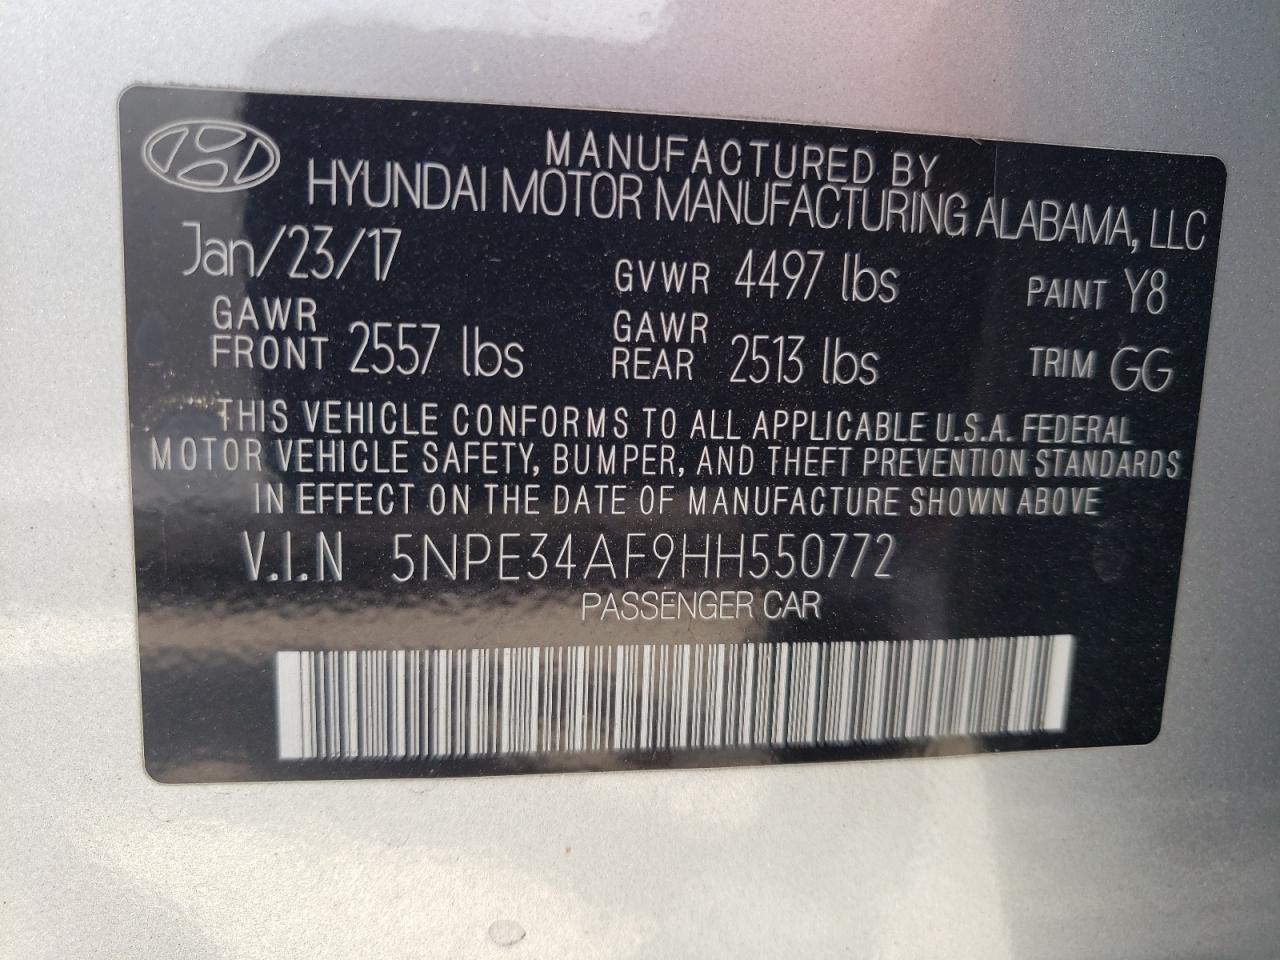 MANUFACTURED BY
HYUNDAI MOTOR MANUFACTURING ALABAMA, LLC
Jan/23/17 GVWR 4497 lbs PAINT Y8
GAWR FRONT 2557 lbs GAWR REAR 2513 lbs TRIM GG
THIS VEHICLE CONFORMS TO ALL APPLICABLE U.S.A. FEDERAL
MOTOR VEHICLE SAFETY, BUMPER, AND THEFT PREVENTION STANDARDS
IN EFFECT ON THE DATE OF MANUFACTURE SHOWN ABOVE
V.I.N 5NPE34AF9HH550772
PASSENGER CAR